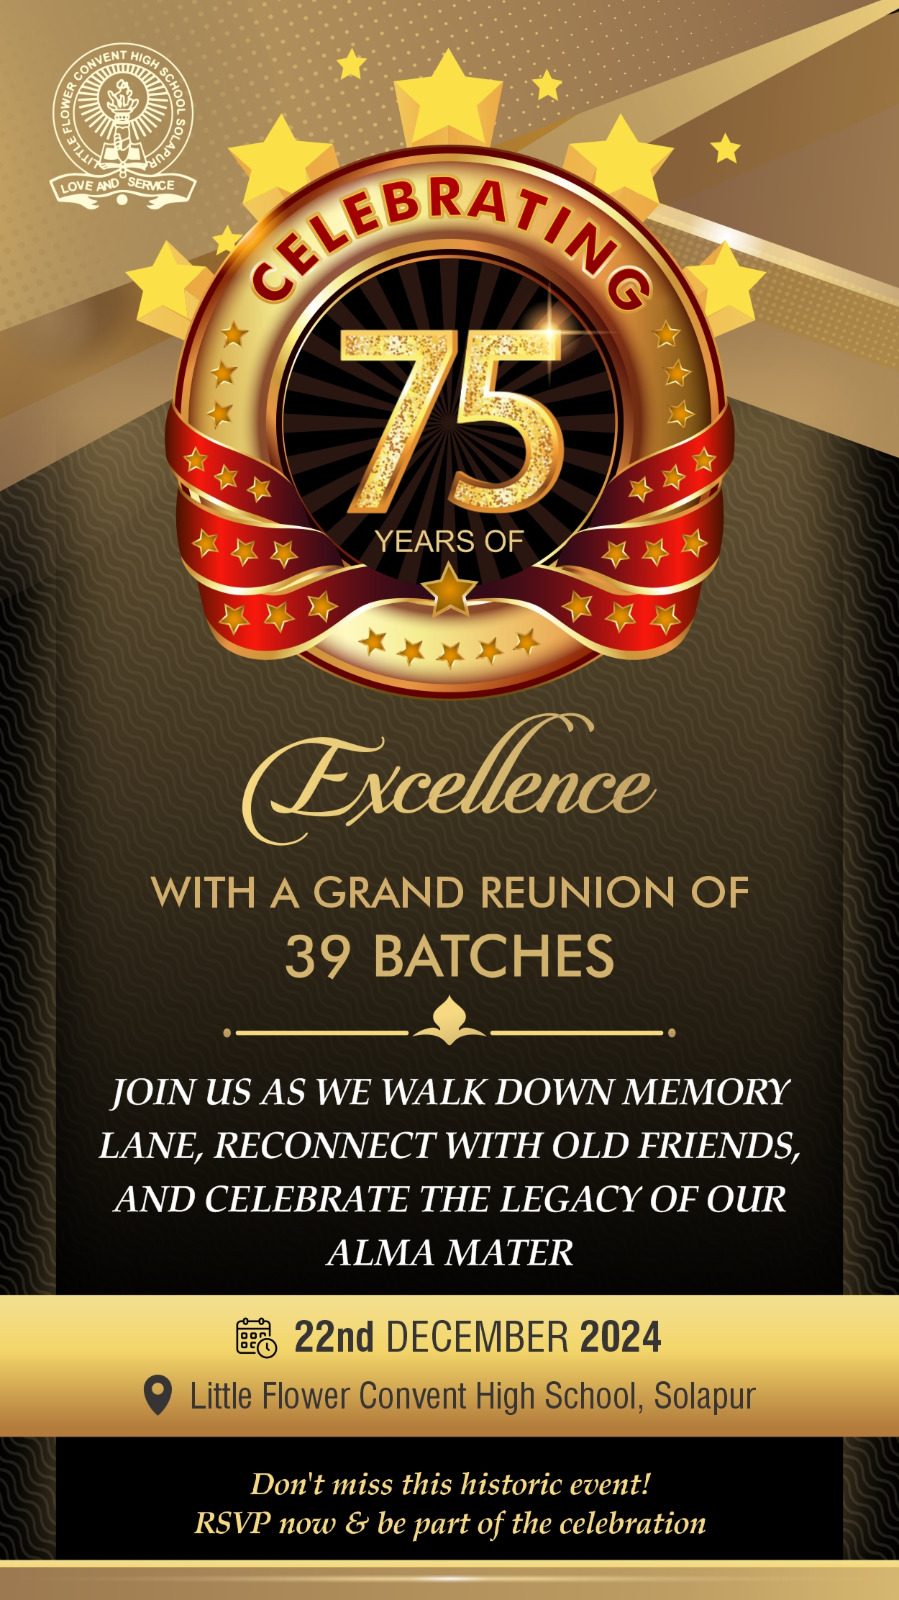 LITTLE FLOWER CONVENT HIGH SCHOOL SOLAPUR
LOVE AND SERVICE
CELEBRATING
75
YEARS OF
Excellence
WITH A GRAND REUNION OF
39 BATCHES
JOIN US AS WE WALK DOWN MEMORY
LANE, RECONNECT WITH OLD FRIENDS,
AND CELEBRATE THE LEGACY OF OUR
ALMA MATER
22nd DECEMBER 2024
Little Flower Convent High School, Solapur
Don't miss this historic event!
RSVP now & be part of the celebration